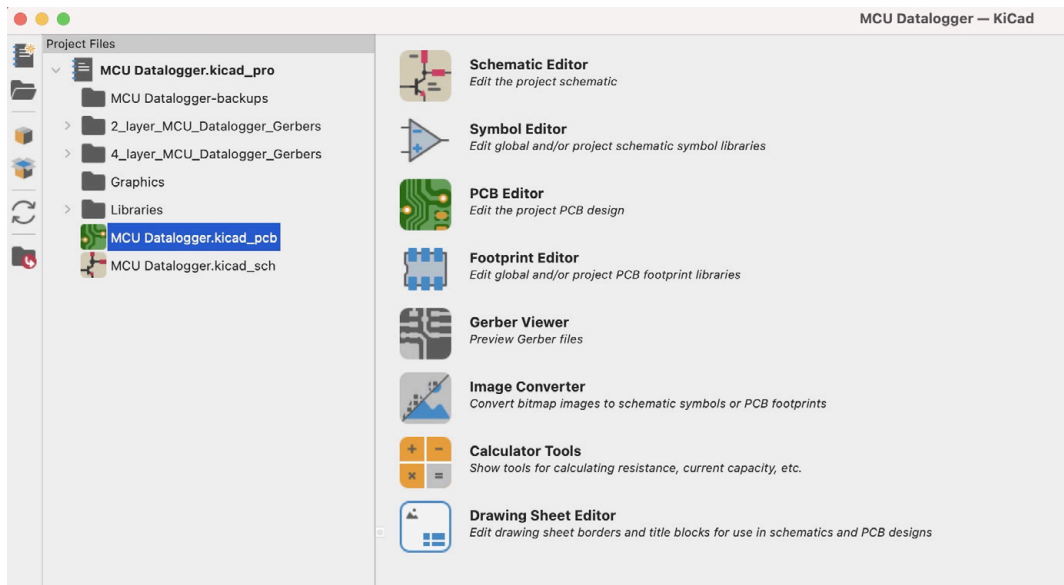 MCU Datalogger — KiCad
Project Files
MCU Datalogger.kicad_pro
MCU Datalogger-backups
2_layer_MCU_Datalogger_Gerbers
4_layer_MCU_Datalogger_Gerbers
Graphics
Libraries
MCU Datalogger.kicad_pcb
MCU Datalogger.kicad_sch
Schematic Editor
Edit the project schematic
Symbol Editor
Edit global and/or project schematic symbol libraries
PCB Editor
Edit the project PCB design
Footprint Editor
Edit global and/or project PCB footprint libraries
Gerber Viewer
Preview Gerber files
Image Converter
Convert bitmap images to schematic symbols or PCB footprints
Calculator Tools
Show tools for calculating resistance, current capacity, etc.
Drawing Sheet Editor
Edit drawing sheet borders and title blocks for use in schematics and PCB designs